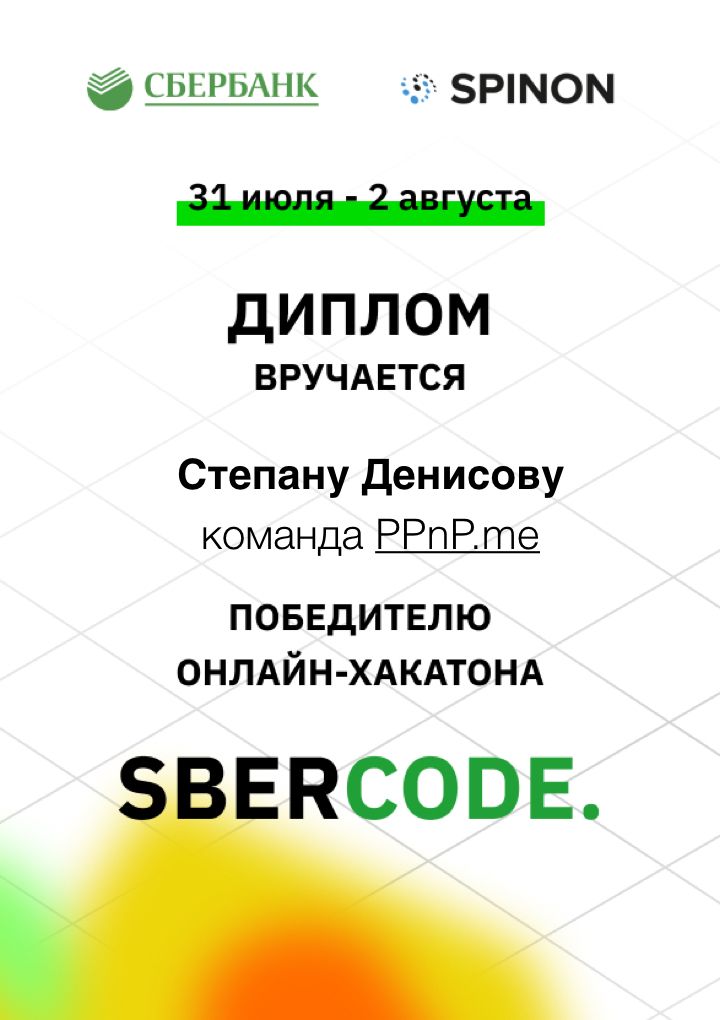 СБЕРБАНК SPINON
31 июля - 2 августа
ДИПЛОМ
ВРУЧАЕТСЯ
Степану Денисову
команда PPnP.me
ПОБЕДИТЕЛЮ
ОНЛАЙН-ХАКАТОНА
SBERCODE.